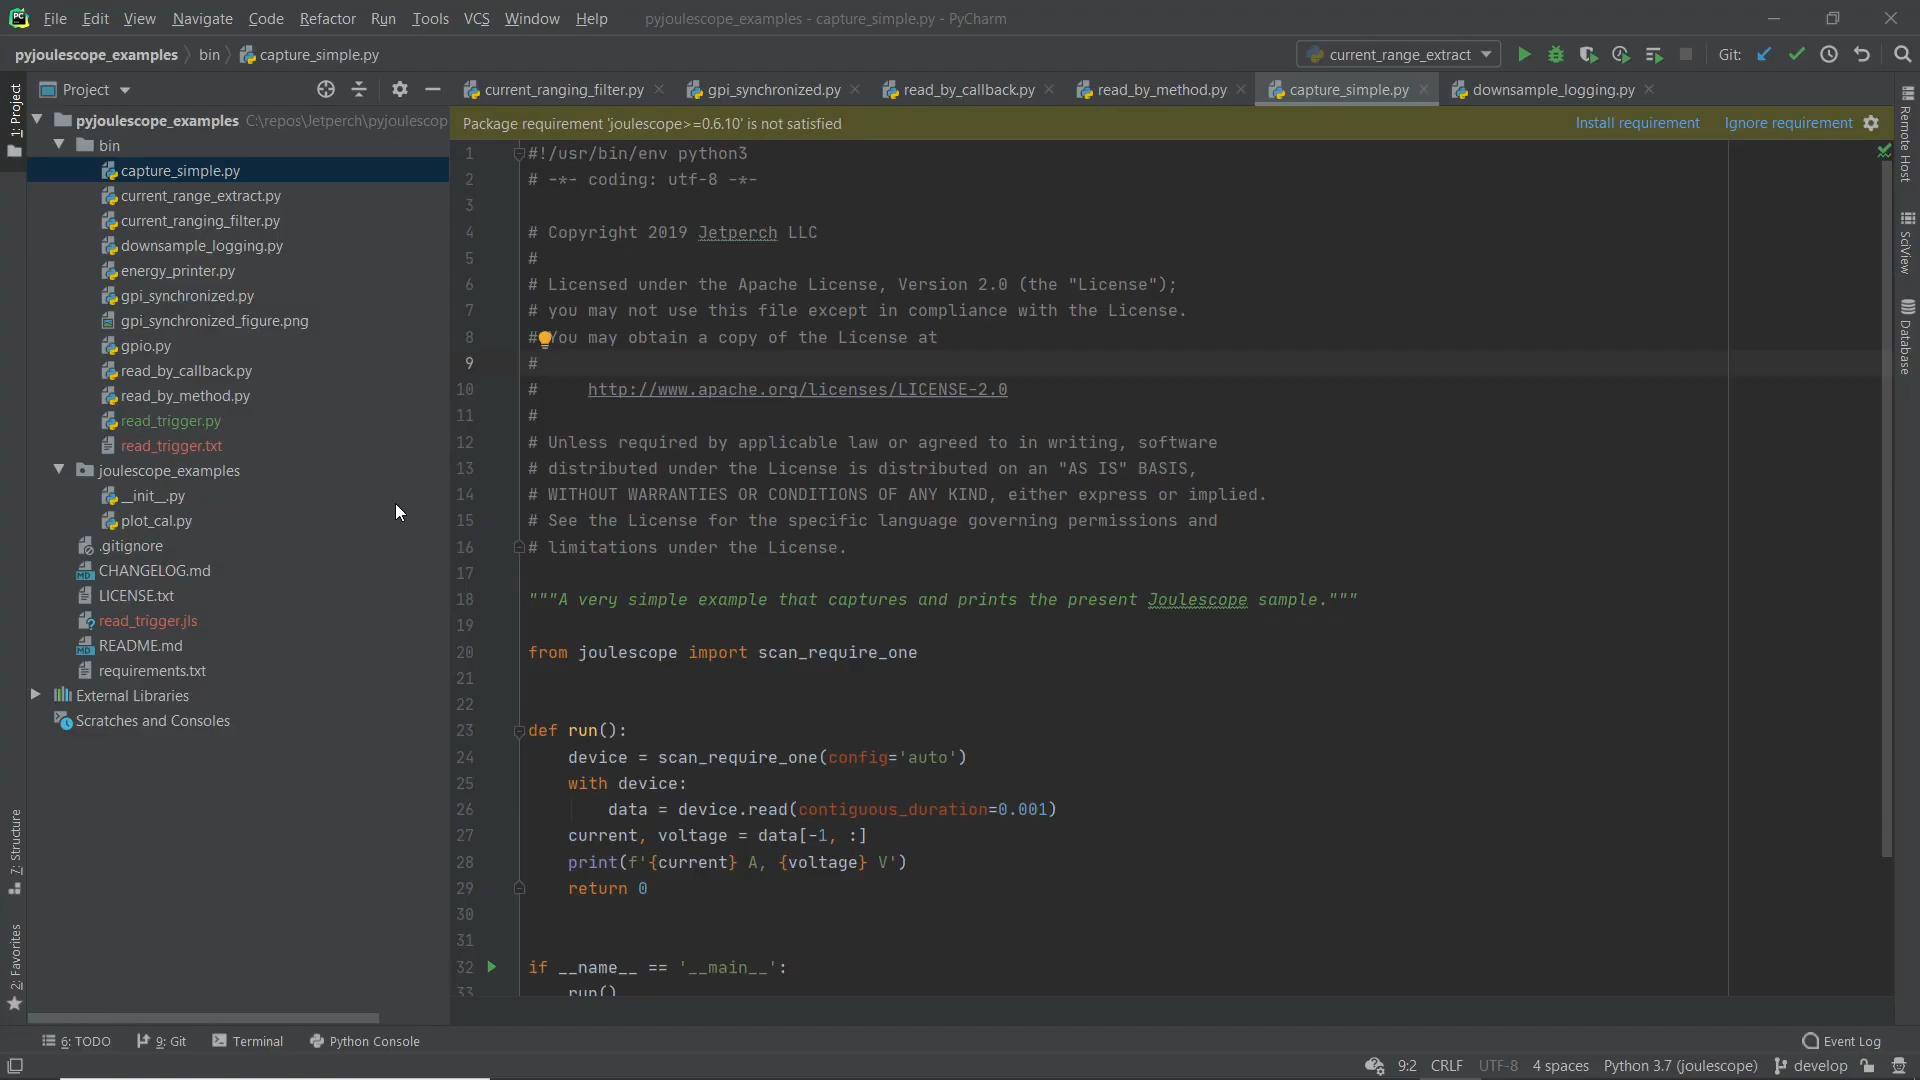 File Edit View Navigate Code Refactor Run Tools VCS Window Help pyjoulescope_examples - capture_simple.py - PyCharm
pyjoulescope_examples bin capture_simple.py current_range_extract Git:
Project
current_ranging_filter.py gpi_synchronized.py read_by_callback.py read_by_method.py capture_simple.py downsample_logging.py
1: Project
7: Structure
2: Favorites
pyjoulescope_examples C:\repos\Jetperch\pyjoulescop
bin
capture_simple.py
current_range_extract.py
current_ranging_filter.py
downsample_logging.py
energy_printer.py
gpi_synchronized.py
gpi_synchronized_figure.png
gpio.py
read_by_callback.py
read_by_method.py
read_trigger.py
read_trigger.txt
joulescope_examples
__init__.py
plot_cal.py
.gitignore
CHANGELOG.md
LICENSE.txt
read_trigger.jls
README.md
requirements.txt
External Libraries
Scratches and Consoles
Package requirement 'joulescope>=0.6.10' is not satisfied Install requirement Ignore requirement
1 #!/usr/bin/env python3
2 # -*- coding: utf-8 -*-
3
4 # Copyright 2019 Jetperch LLC
5 #
6 # Licensed under the Apache License, Version 2.0 (the "License");
7 # you may not use this file except in compliance with the License.
8 # You may obtain a copy of the License at
9 #
10 #     http://www.apache.org/licenses/LICENSE-2.0
11 #
12 # Unless required by applicable law or agreed to in writing, software
13 # distributed under the License is distributed on an "AS IS" BASIS,
14 # WITHOUT WARRANTIES OR CONDITIONS OF ANY KIND, either express or implied.
15 # See the License for the specific language governing permissions and
16 # limitations under the License.
17
18 """A very simple example that captures and prints the present Joulescope sample."""
19
20 from joulescope import scan_require_one
21
22
23 def run():
24     device = scan_require_one(config='auto')
25     with device:
26         data = device.read(contiguous_duration=0.001)
27     current, voltage = data[-1, :]
28     print(f'{current} A, {voltage} V')
29     return 0
30
31
32 if __name__ == '__main__':
33     run()
Remote Host
SciView
Database
6: TODO 9: Git Terminal Python Console Event Log
9:2 CRLF UTF-8 4 spaces Python 3.7 (joulescope) develop